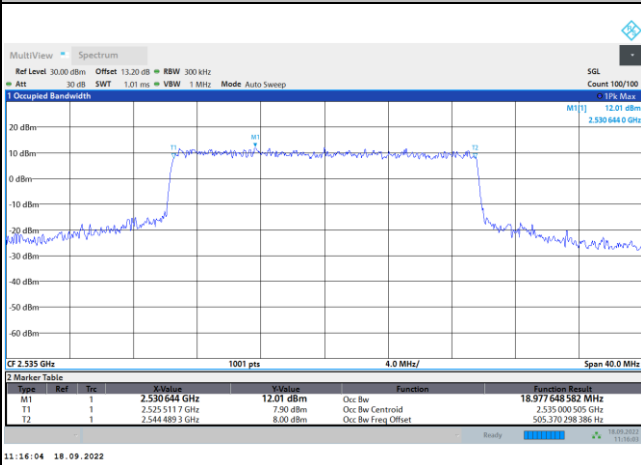 MultiView Spectrum
Ref Level 30.00 dBm Offset 13.20 dB RBW 300 kHz SGL
Att 30 dB SWT 1.01 ms VBW 1 MHz Mode Auto Sweep Count 100/100
1 Occupied Bandwidth 1Pk Max
M1[1] 12.01 dBm
2.530 644 0 GHz
20 dBm
M1
T1 T2
10 dBm
0 dBm
-10 dBm
-20 dBm
-30 dBm
-40 dBm
-50 dBm
-60 dBm
CF 2.535 GHz 1001 pts 4.0 MHz/ Span 40.0 MHz
2 Marker Table
Type Ref Trc X-Value Y-Value Function Function Result
M1 1 2.530 644 GHz 12.01 dBm Occ Bw 18.977 648 582 MHz
T1 1 2.525 511 7 GHz 7.90 dBm Occ Bw Centroid 2.535 000 505 GHz
T2 1 2.544 489 3 GHz 8.00 dBm Occ Bw Freq Offset 505.370 298 386 Hz
Ready 18.09.2022
11:16:03
11:16:04 18.09.2022